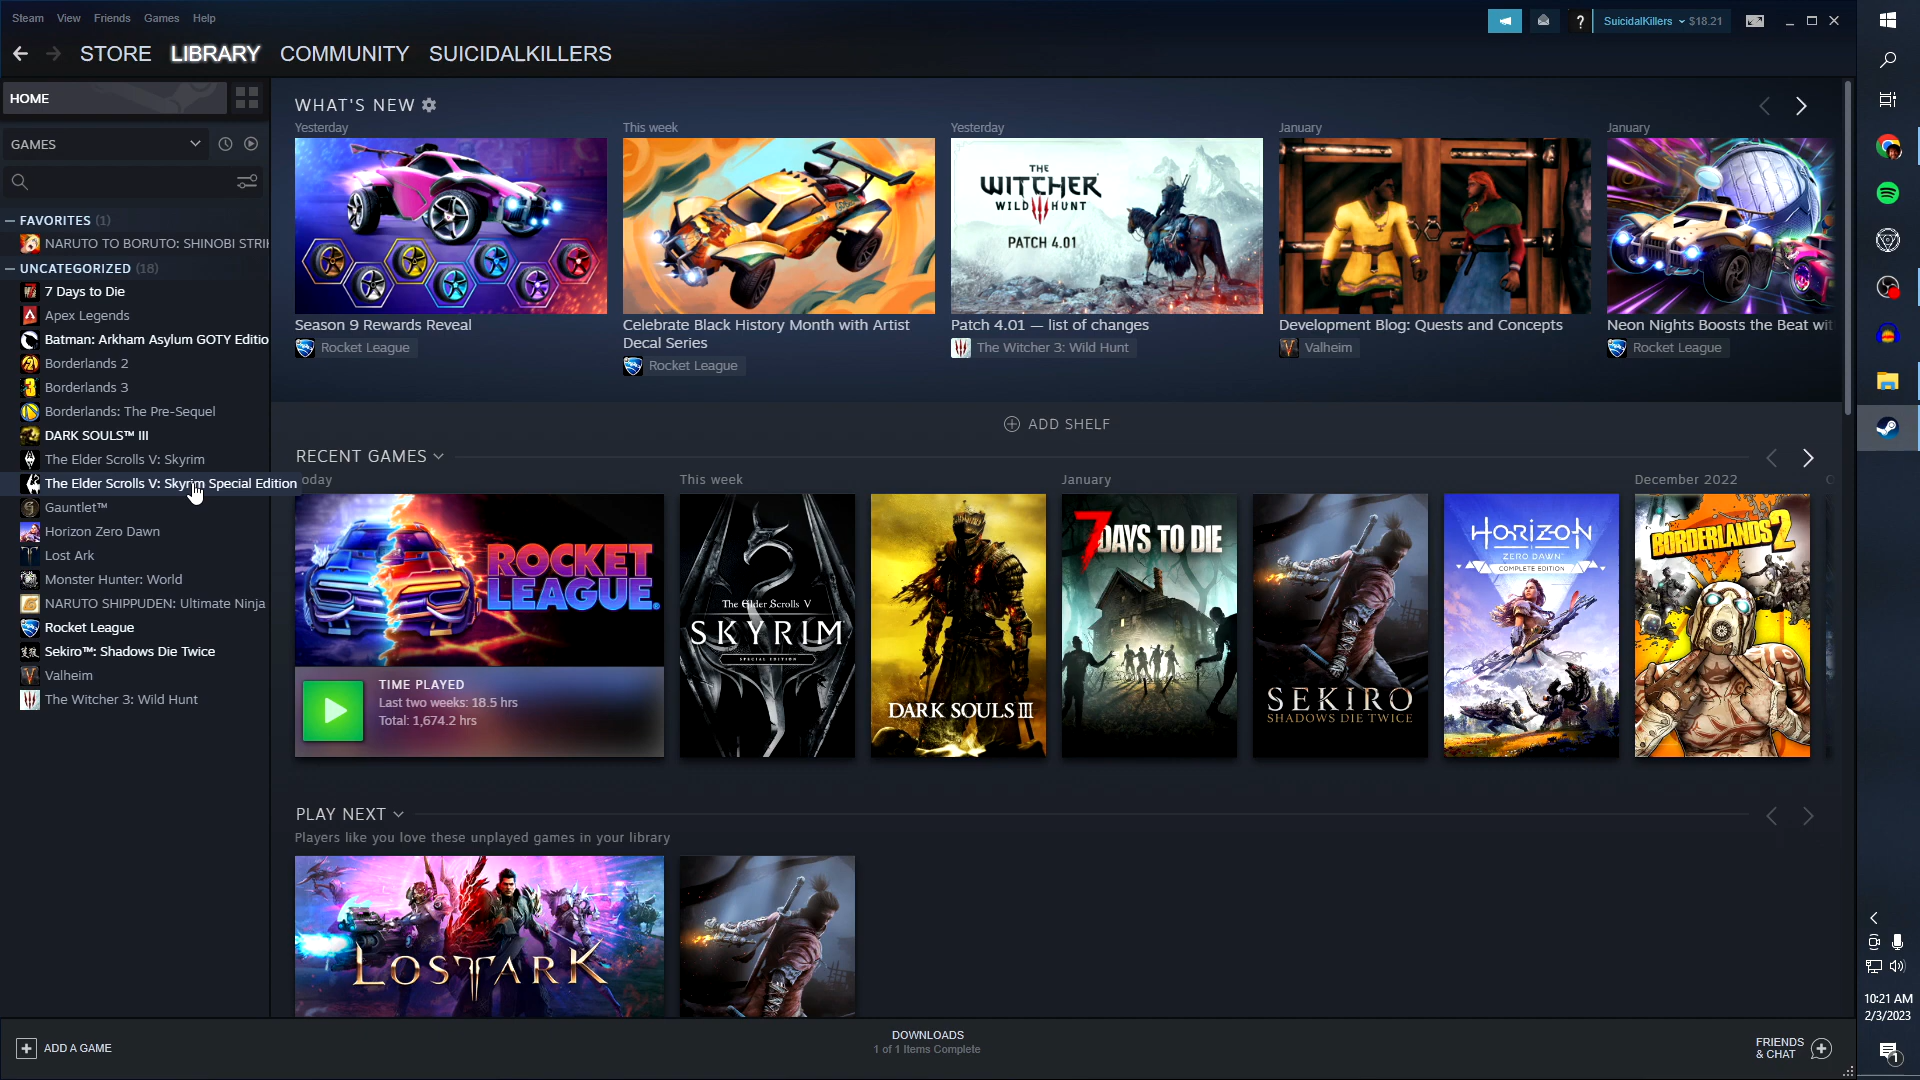 Steam View Friends Games Help
? SuicidalKillers $18.21
STORE LIBRARY COMMUNITY SUICIDALKILLERS
HOME
GAMES
FAVORITES (1)
NARUTO TO BORUTO: SHINOBI STRI
UNCATEGORIZED (18)
7 Days to Die
Apex Legends
Batman: Arkham Asylum GOTY Editio
Borderlands 2
Borderlands 3
Borderlands: The Pre-Sequel
DARK SOULS™ III
The Elder Scrolls V: Skyrim
The Elder Scrolls V: Skyrim Special Edition
Gauntlet™
Horizon Zero Dawn
Lost Ark
Monster Hunter: World
NARUTO SHIPPUDEN: Ultimate Ninja
Rocket League
Sekiro™: Shadows Die Twice
Valheim
The Witcher 3: Wild Hunt
WHAT'S NEW
Yesterday
Season 9 Rewards Reveal
Rocket League
This week
Celebrate Black History Month with Artist
Decal Series
Rocket League
Yesterday
THE
WITCHER
WILD HUNT
PATCH 4.01
Patch 4.01 — list of changes
The Witcher 3: Wild Hunt
January
Development Blog: Quests and Concepts
Valheim
January
Neon Nights Boosts the Beat wit
Rocket League
ADD SHELF
RECENT GAMES
oday
ROCKET
LEAGUE
TIME PLAYED
Last two weeks: 18.5 hrs
Total: 1,674.2 hrs
This week
The Elder Scrolls V
SKYRIM
SPECIAL EDITION
DARK SOULS III
January
7 DAYS TO DIE
SEKIRO
SHADOWS DIE TWICE
HORIZON
ZERO DAWN
COMPLETE EDITION
December 2022
BORDERLANDS 2
PLAY NEXT
Players like you love these unplayed games in your library
LOST ARK
ADD A GAME
DOWNLOADS
1 of 1 Items Complete
FRIENDS
& CHAT
10:21 AM
2/3/2023
1